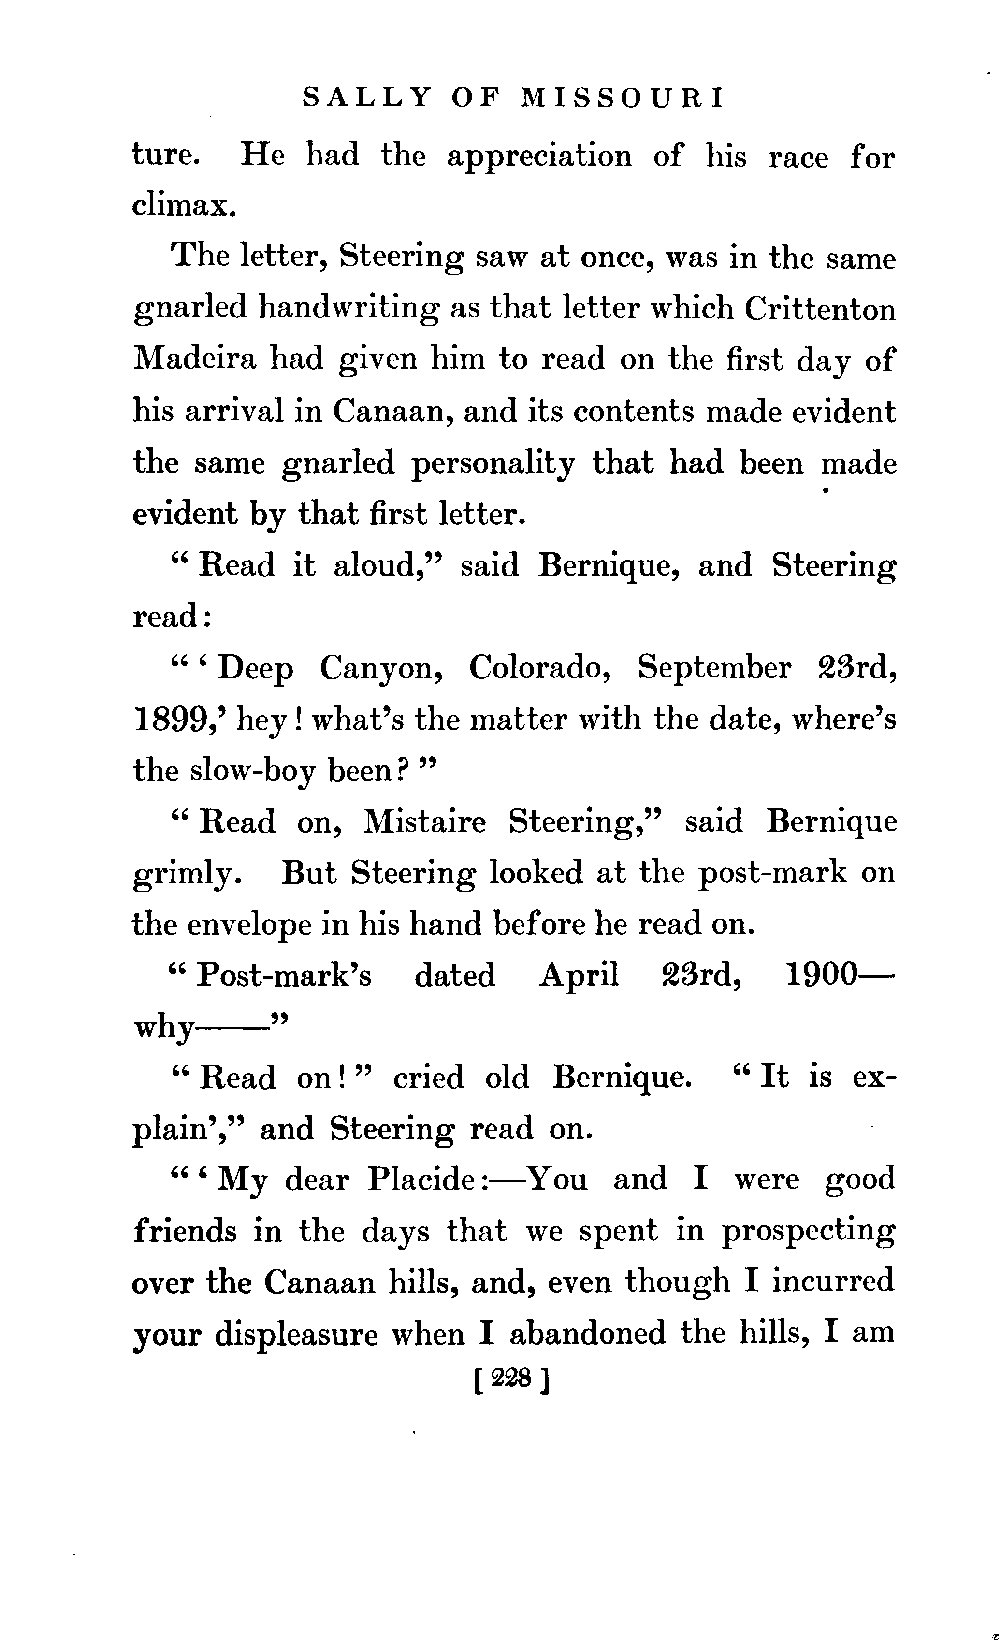 SALLY OF MISSOURI
ture. He had the appreciation of his race for
climax.
The letter, Steering saw at once, was in the same
gnarled handwriting as that letter which Crittenton
Madeira had given him to read on the first day of
his arrival in Canaan, and its contents made evident
the same gnarled personality that had been made
evident by that first letter.
“ Read it aloud,” said Bernique, and Steering
read:
“ ‘ Deep Canyon, Colorado, September 23rd,
1899,’ hey! what’s the matter with the date, where’s
the slow-boy been? ”
“ Read on, Mistaire Steering,” said Bernique
grimly. But Steering looked at the post-mark on
the envelope in his hand before he read on.
“ Post-mark’s dated April 23rd, 1900—
why——”
“ Read on! ” cried old Bernique. “ It is ex-
plain’,” and Steering read on.
“ ‘ My dear Placide:—You and I were good
friends in the days that we spent in prospecting
over the Canaan hills, and, even though I incurred
your displeasure when I abandoned the hills, I am
[ 228 ]